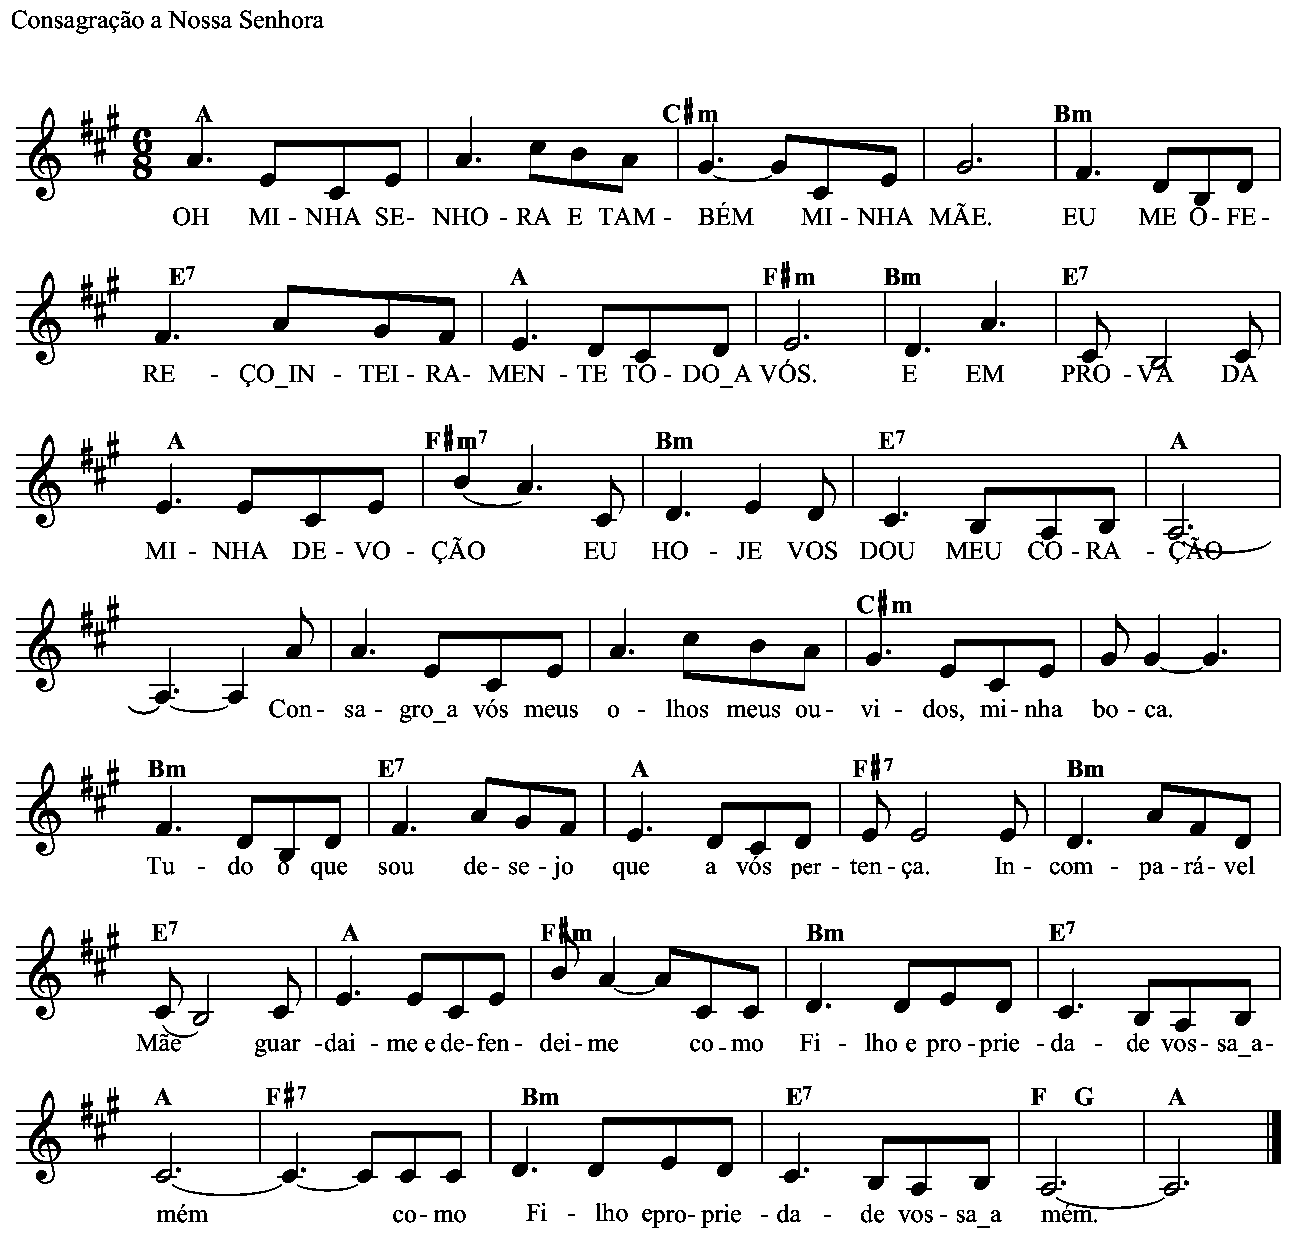 Consagração a Nossa Senhora
A C♯m Bm
6
8
OH MI - NHA SE- NHO- RA E TAM- BÉM MI - NHA MÃE. EU ME O - FE -
E7 A F♯m Bm E7
RE - ÇO_IN - TEI - RA- MEN - TE TO - DO_A VÓS. E EM PRO - VA DA
A F♯m7 Bm E7 A
MI - NHA DE - VO - ÇÃO EU HO - JE VOS DOU MEU CO - RA - ÇÃO
C♯m
Con - sa - gro_a vós meus o - lhos meus ou - vi - dos, mi - nha bo - ca.
Bm E7 A F♯7 Bm
Tu - do o que sou de - se - jo que a vós per - ten - ça. In - com - pa - rá - vel
E7 A F♯m Bm E7
Mãe guar - dai - me e de - fen - dei - me co - mo Fi - lho e pro - prie - da - de vos - sa_a-
A F♯7 Bm E7 F G A
mém co - mo Fi - lho epro - prie - da - de vos - sa_a mém.